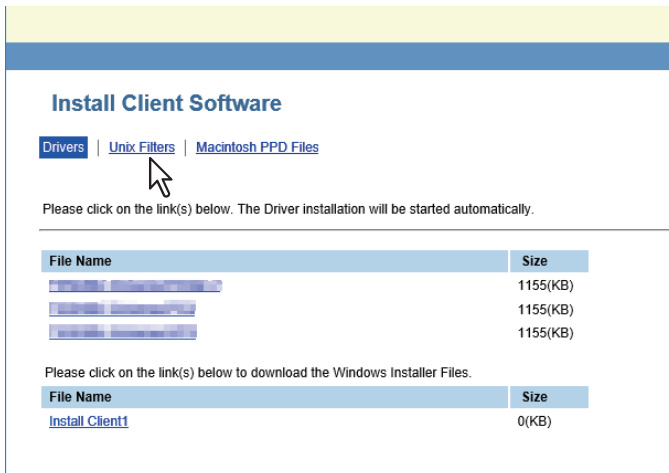 Install Client Software
Drivers | Unix Filters | Macintosh PPD Files
Please click on the link(s) below. The Driver installation will be started automatically.
File Name Size
1155(KB)
1155(KB)
1155(KB)
Please click on the link(s) below to download the Windows Installer Files.
File Name Size
Install Client1 0(KB)